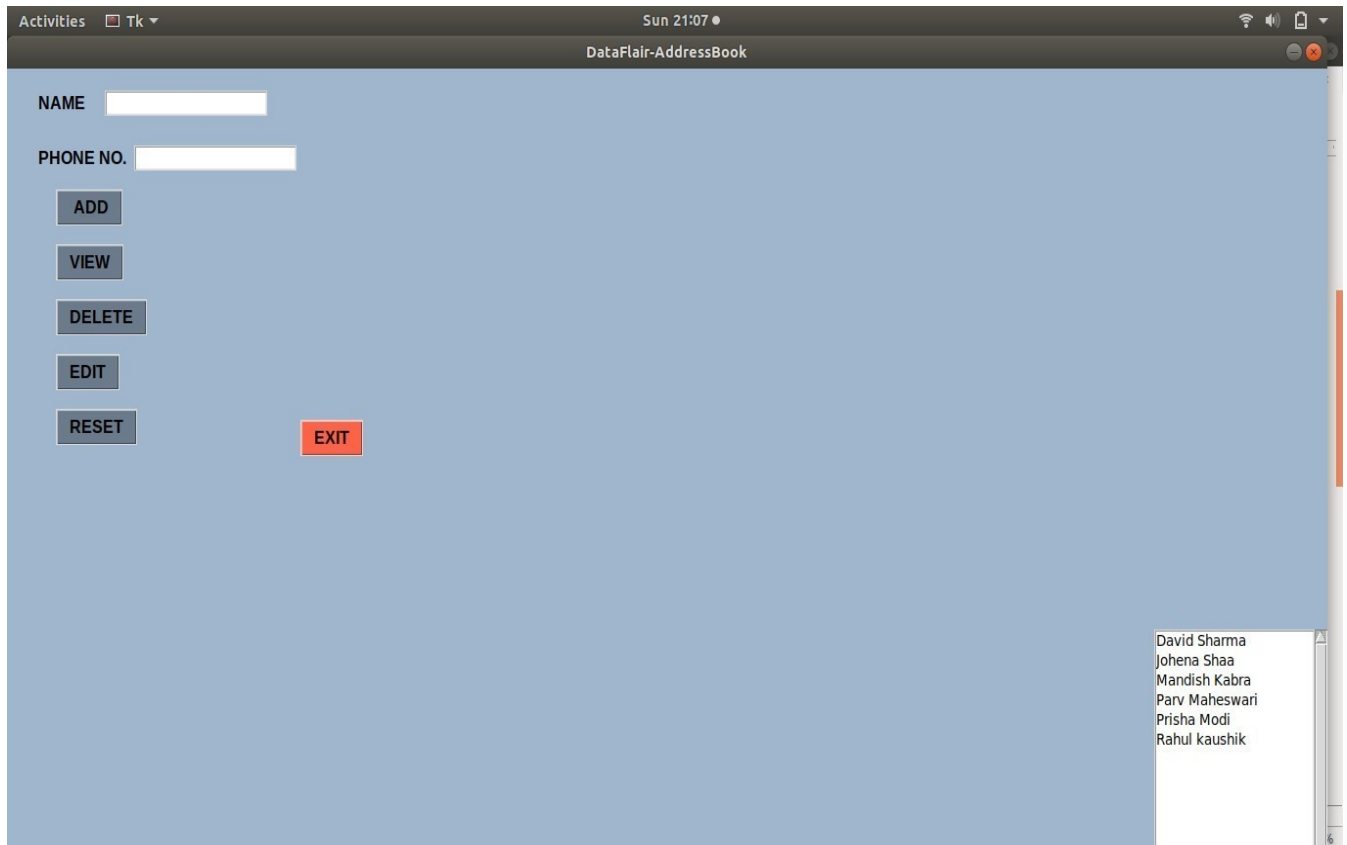 Activities Tk Sun 21:07
DataFlair-AddressBook
NAME
PHONE NO.
ADD
VIEW
DELETE
EDIT
RESET
EXIT
David Sharma
Johena Shaa
Mandish Kabra
Parv Maheswari
Prisha Modi
Rahul kaushik